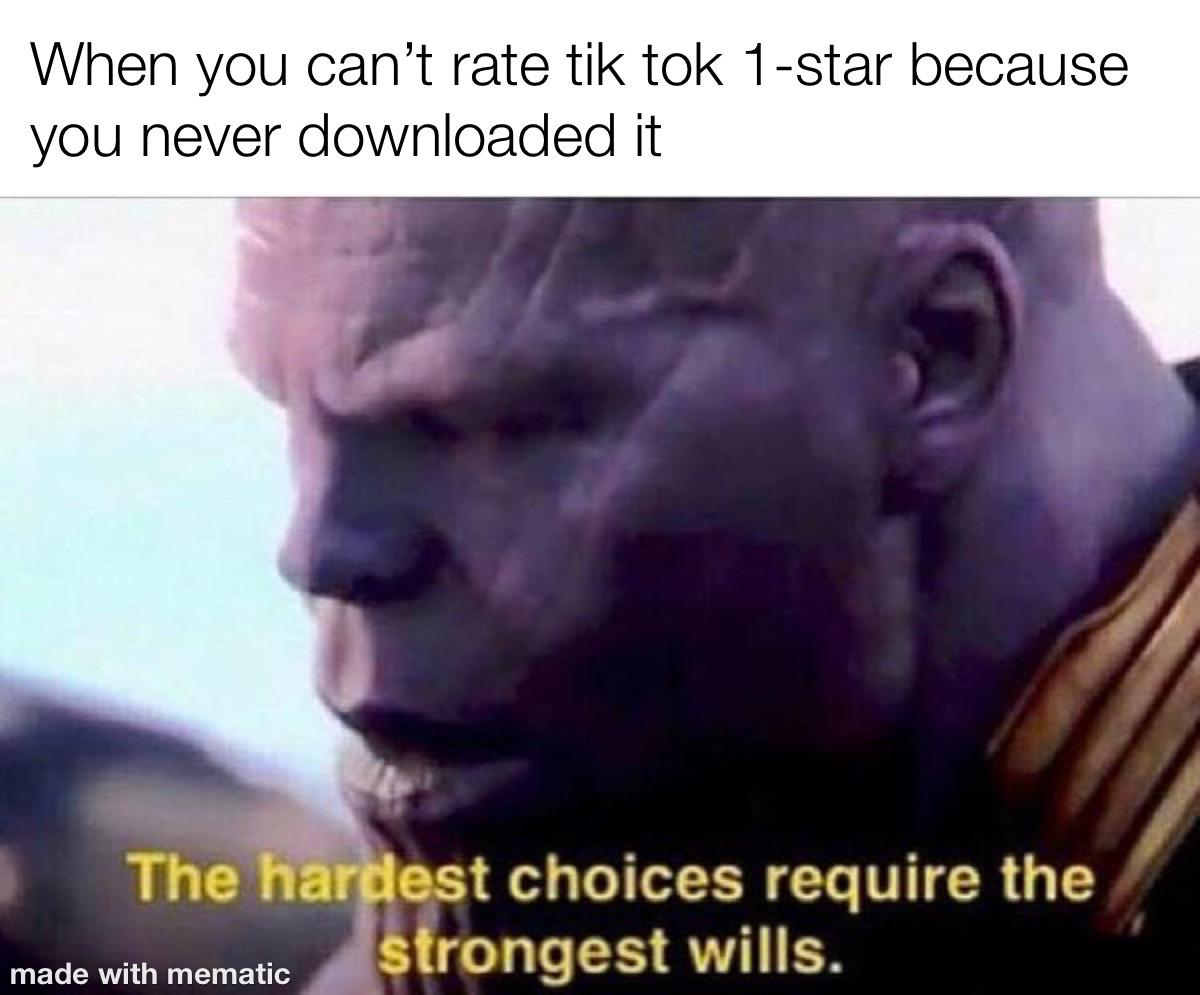 When you can’t rate tik tok 1-star because
you never downloaded it
The hardest choices require the
strongest wills.
made with mematic